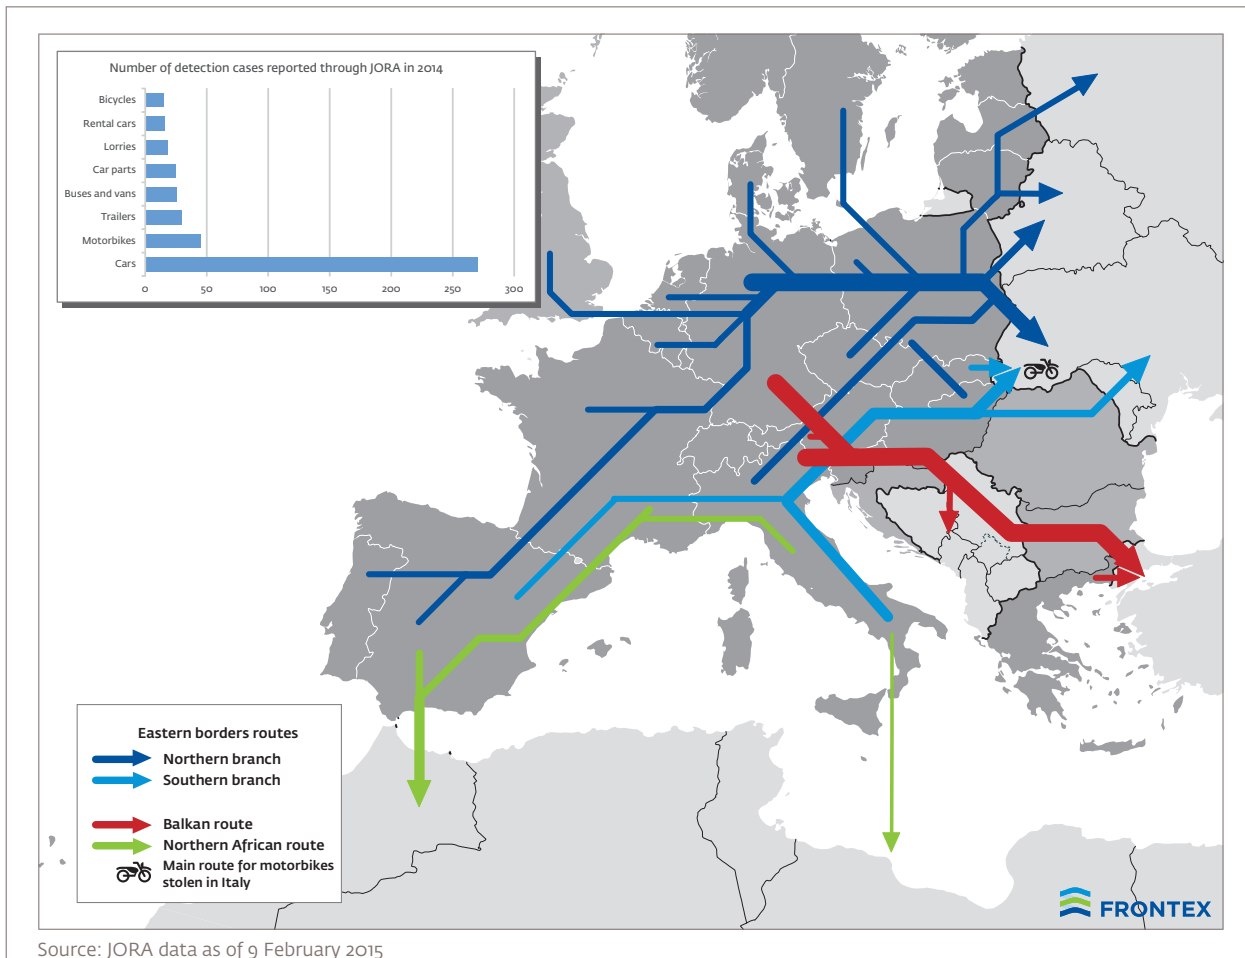 Number of detection cases reported through JORA in 2014
Bicycles
Rental cars
Lorries
Car parts
Buses and vans
Trailers
Motorbikes
Cars
0 50 100 150 200 250 300
Eastern borders routes
Northern branch
Southern branch
Balkan route
Northern African route
Main route for motorbikes
stolen in Italy
FRONTEX
Source: JORA data as of 9 February 2015